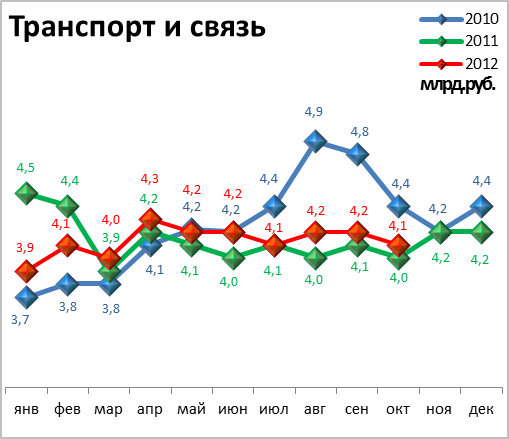 Транспорт и связь
2010
2011
2012
млрд.руб.
4,9
4,8
4,5 4,4 4,3 4,2 4,2 4,4 4,4 4,2 4,4
4,2 4,2 4,2 4,2 4,2
3,9 4,1 4,0 4,1 4,1
3,9
4,1 4,1 4,0 4,1 4,0 4,1 4,0 4,2 4,2
3,7 3,8 3,8
янв фев мар апр май июн июл авг сен окт ноя дек